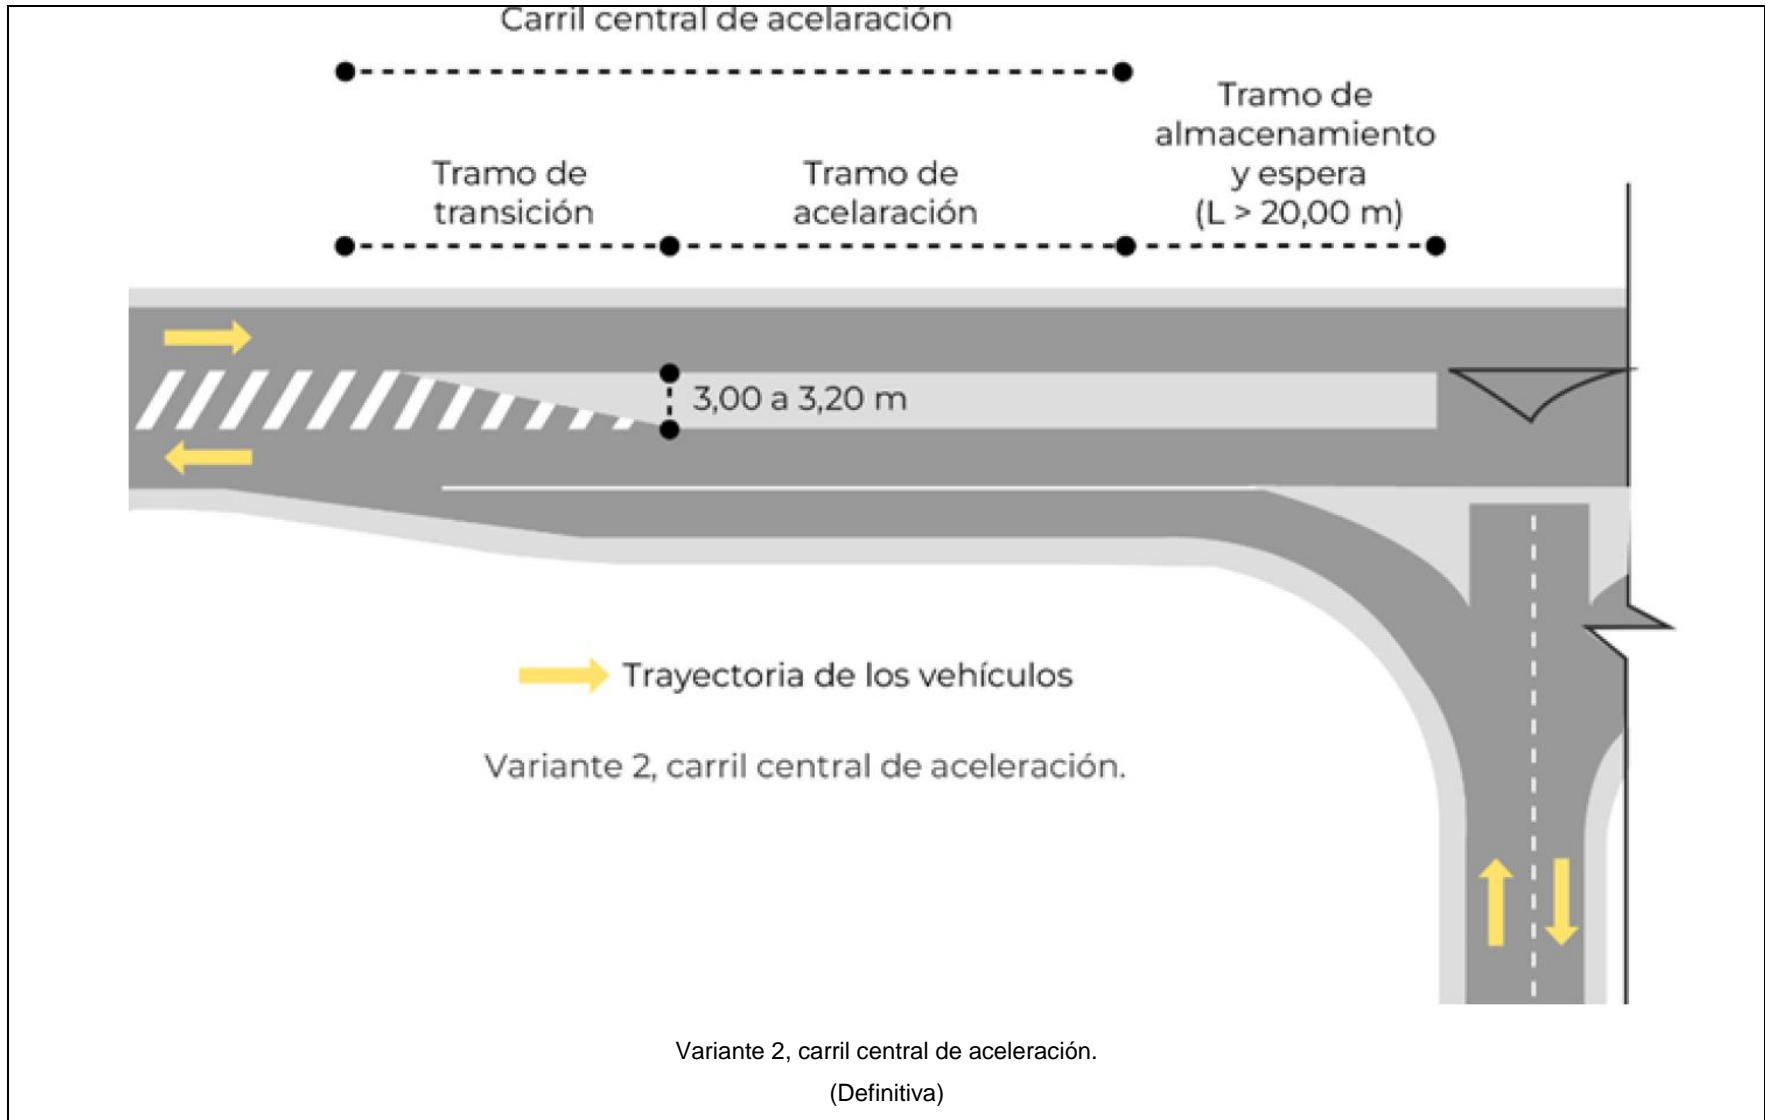 Carril central de acelaración
Tramo de
almacenamiento
y espera
(L > 20,00 m)
Tramo de
transición
Tramo de
acelaración
3,00 a 3,20 m
Trayectoria de los vehículos
Variante 2, carril central de aceleración.
Variante 2, carril central de aceleración.
(Definitiva)